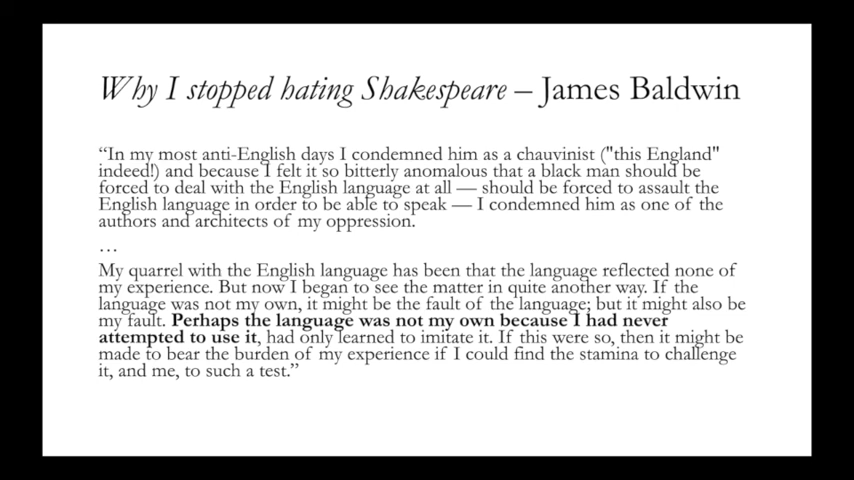 Why I stopped hating Shakespeare – James Baldwin
“In my most anti-English days I condemned him as a chauvinist ("this England"
indeed!) and because I felt it so bitterly anomalous that a black man should be
forced to deal with the English language at all — should be forced to assault the
English language in order to be able to speak — I condemned him as one of the
authors and architects of my oppression.
…
My quarrel with the English language has been that the language reflected none of
my experience. But now I began to see the matter in quite another way. If the
language was not my own, it might be the fault of the language; but it might also be
my fault. Perhaps the language was not my own because I had never
attempted to use it, had only learned to imitate it. If this were so, then it might be
made to bear the burden of my experience if I could find the stamina to challenge
it, and me, to such a test.”